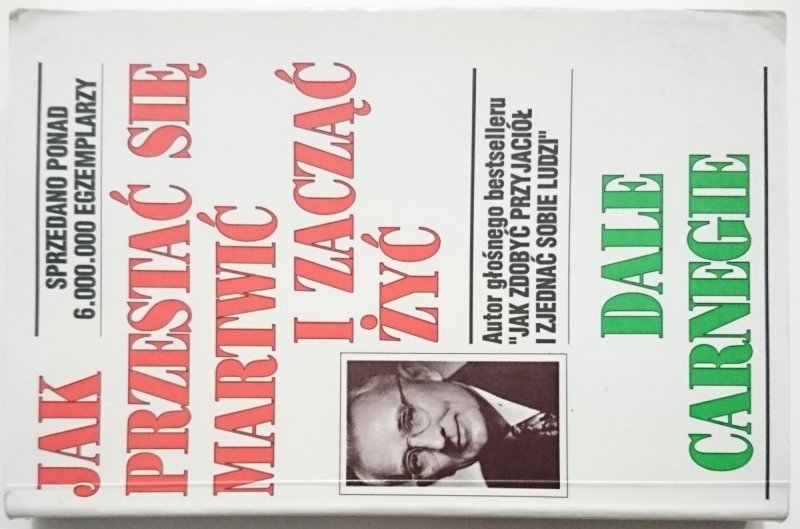 JAK
SPRZEDANO PONAD
6.000.000 EGZEMPLARZY
PRZESTAĆ SIĘ
MARTWIĆ
I ZACZĄĆ
ŻYĆ
Autor głośnego bestselleru
"JAK ZDOBYĆ PRZYJACIÓŁ
I ZJEDNAĆ SOBIE LUDZI"
DALE
CARNEGIE